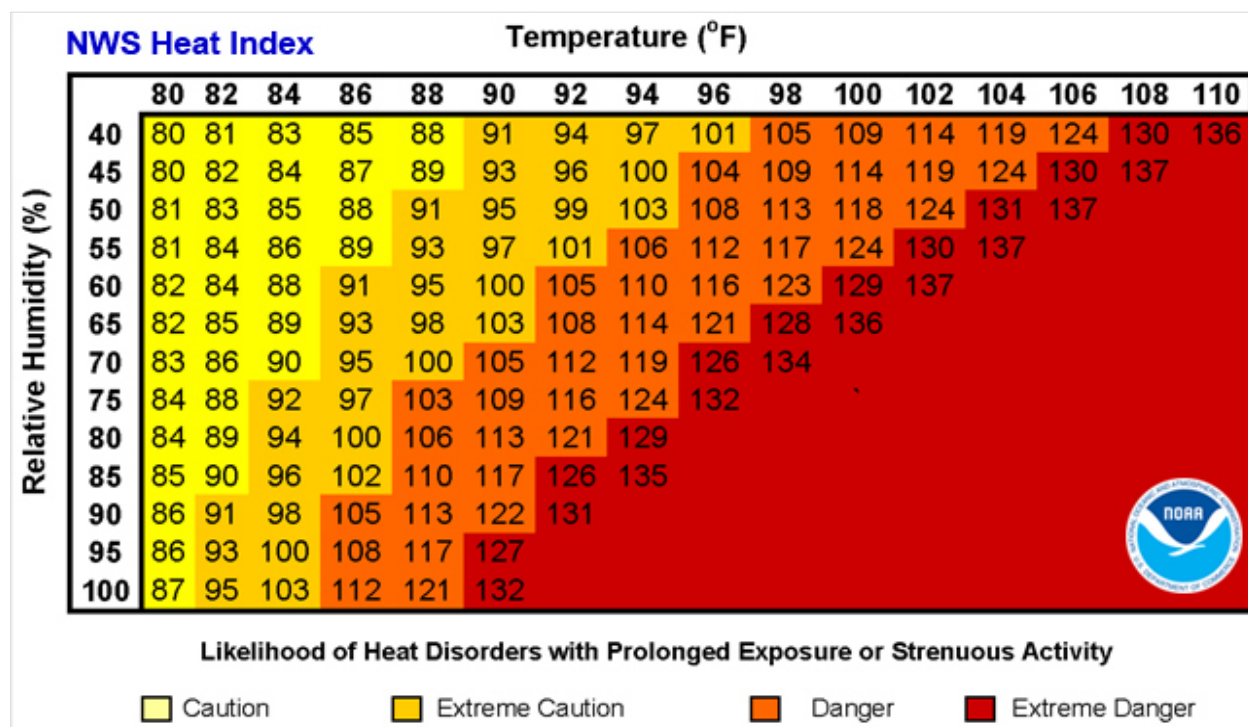 NWS Heat Index
Temperature (°F)
80 82 84 86 88 90 92 94 96 98 100 102 104 106 108 110
Relative Humidity (%)
40 80 81 83 85 88 91 94 97 101 105 109 114 119 124 130 136
45 80 82 84 87 89 93 96 100 104 109 114 119 124 130 137
50 81 83 85 88 91 95 99 103 108 113 118 124 131 137
55 81 84 86 89 93 97 101 106 112 117 124 130 137
60 82 84 88 91 95 100 105 110 116 123 129 137
65 82 85 89 93 98 103 108 114 121 128 136
70 83 86 90 95 100 105 112 119 126 134
75 84 88 92 97 103 109 116 124 132 `
80 84 89 94 100 106 113 121 129
85 85 90 96 102 110 117 126 135
90 86 91 98 105 113 122 131
95 86 93 100 108 117 127
100 87 95 103 112 121 132
NATIONAL OCEANIC AND ATMOSPHERIC ADMINISTRATION
NOAA
U.S. DEPARTMENT OF COMMERCE
Likelihood of Heat Disorders with Prolonged Exposure or Strenuous Activity
Caution Extreme Caution Danger Extreme Danger